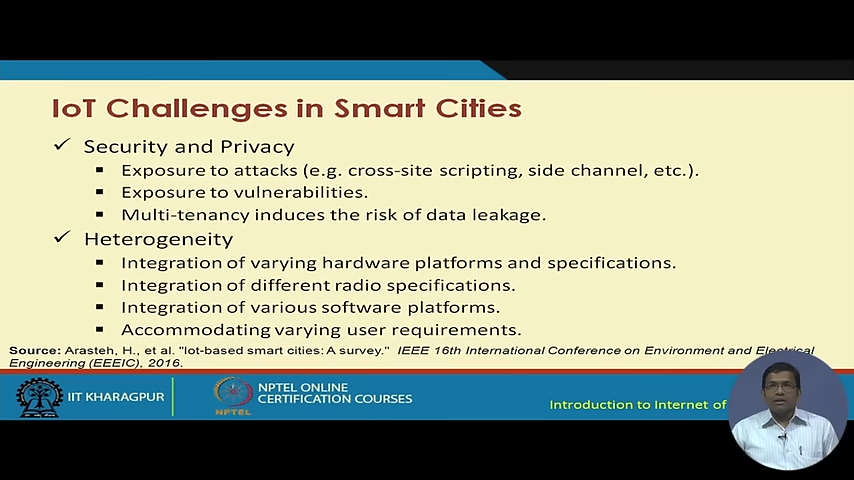 IoT Challenges in Smart Cities
✓ Security and Privacy
▪ Exposure to attacks (e.g. cross-site scripting, side channel, etc.).
▪ Exposure to vulnerabilities.
▪ Multi-tenancy induces the risk of data leakage.
✓ Heterogeneity
▪ Integration of varying hardware platforms and specifications.
▪ Integration of different radio specifications.
▪ Integration of various software platforms.
▪ Accommodating varying user requirements.
Source: Arasteh, H., et al. "Iot-based smart cities: A survey." IEEE 16th International Conference on Environment and Electrical
Engineering (EEEIC), 2016.
IIT KHARAGPUR
NPTEL
NPTEL ONLINE
CERTIFICATION COURSES
Introduction to Internet of